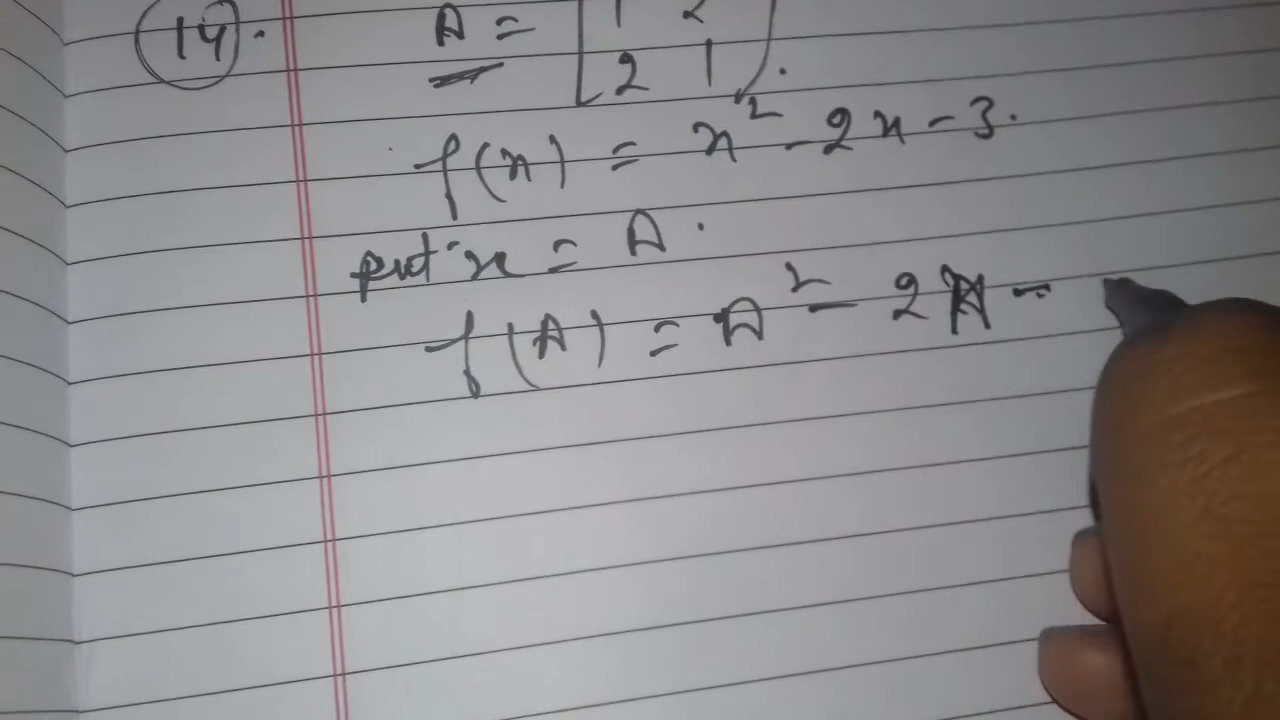 14. A = [1 2
2 1].
f(x) = x² - 2x - 3.
put x = A.
f(A) = A² - 2A -